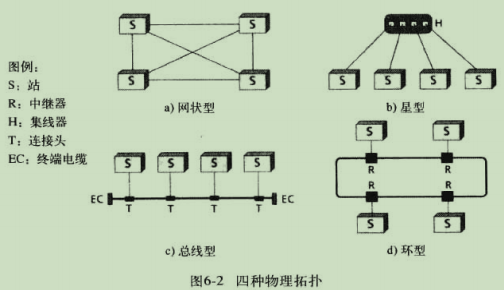 图例：
S：站
R：中继器
H：集线器
T：连接头
EC：终端电缆
S S
S S
a) 网状型
H
S S S S
b) 星型
S S S S
EC EC
T T T T
c) 总线型
S S
R R
R R
S S
d) 环型
图6-2 四种物理拓扑